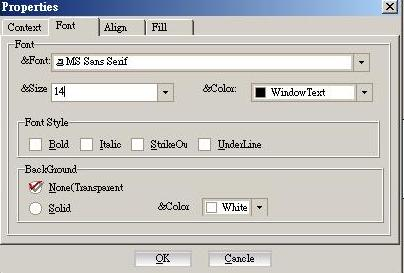 Properties
Context Font Align Fill
Font
&Font: MS Sans Serif
&Size 14 &Color: WindowText
Font Style
Bold Italic StrikeOu UnderLine
BackGround
None(Transparent
Solid &Color White
OK Cancle